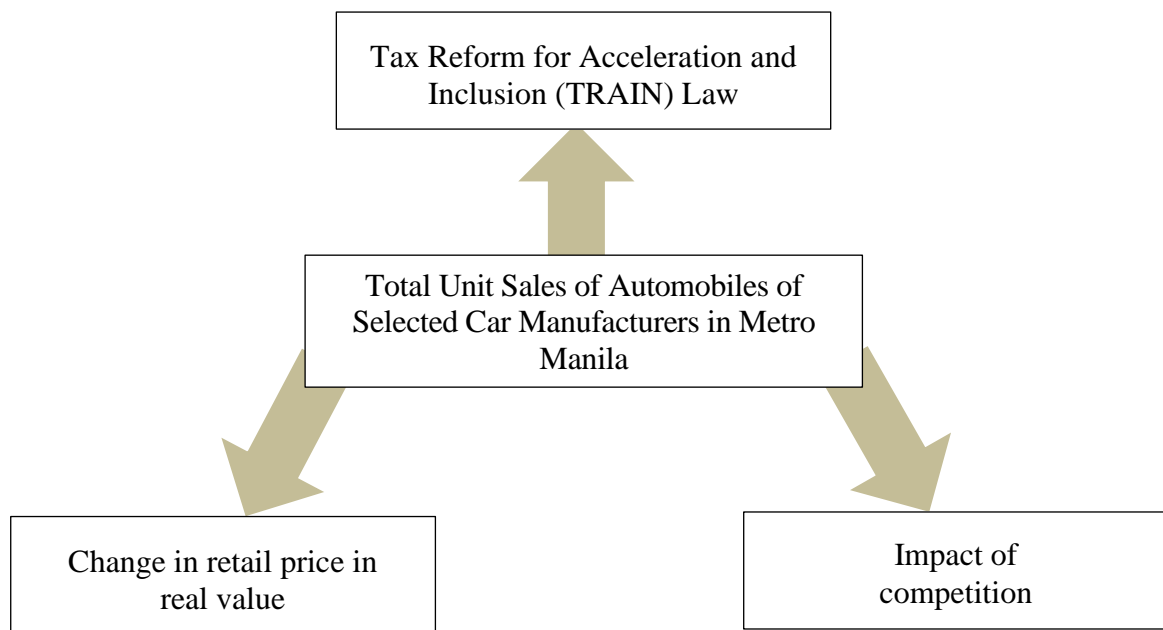 Tax Reform for Acceleration and
Inclusion (TRAIN) Law
Total Unit Sales of Automobiles of
Selected Car Manufacturers in Metro
Manila
Change in retail price in
real value
Impact of
competition